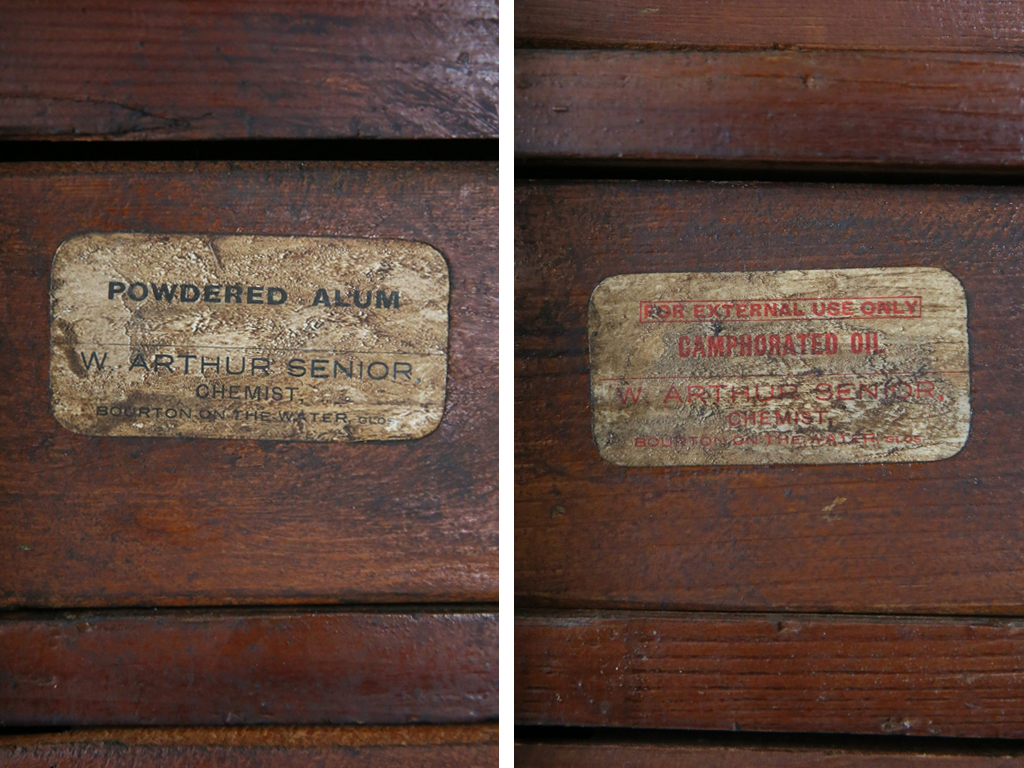 POWDERED ALUM
W. ARTHUR SENIOR,
CHEMIST,
BOURTON.ON.THE.WATER. GLOS
FOR EXTERNAL USE ONLY
CAMPHORATED OIL
W. ARTHUR SENIOR,
CHEMIST,
BOURTON.ON.THE.WATER. GLOS.